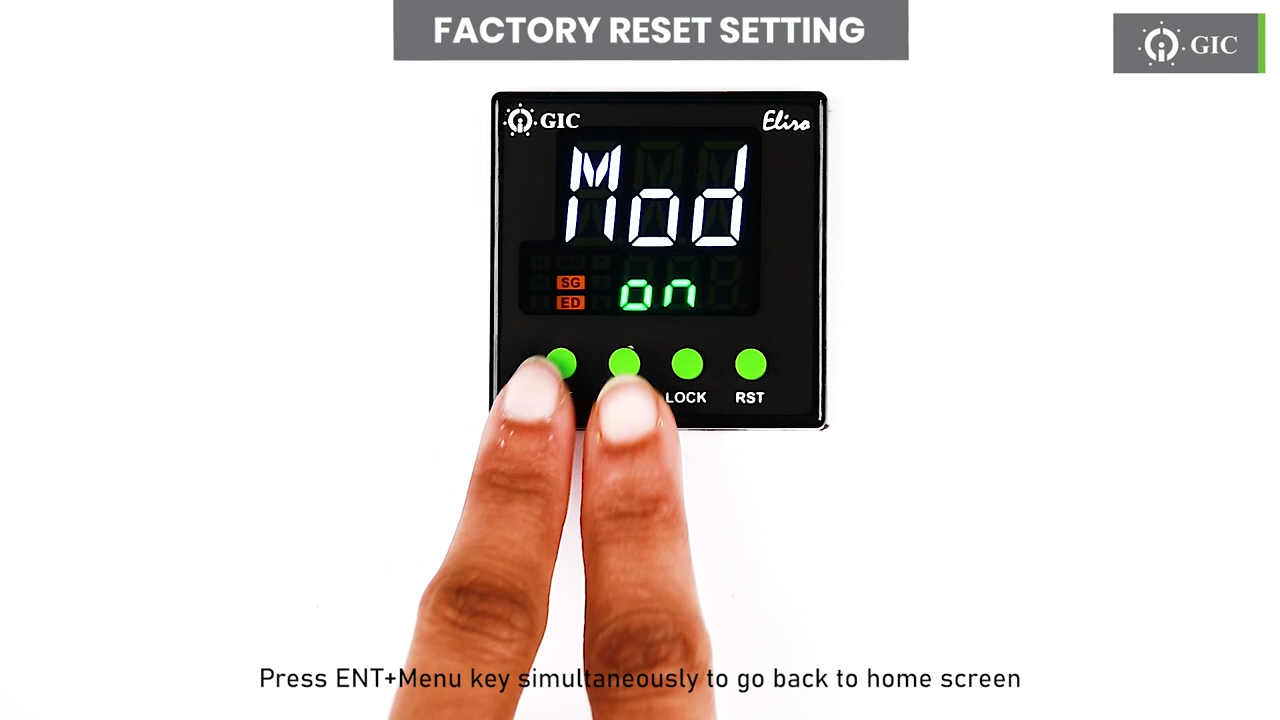 FACTORY RESET SETTING
GIC
GIC
Eliro
Mod
SG
on
ED
LOCK
RST
Press ENT+Menu key simultaneously to go back to home screen